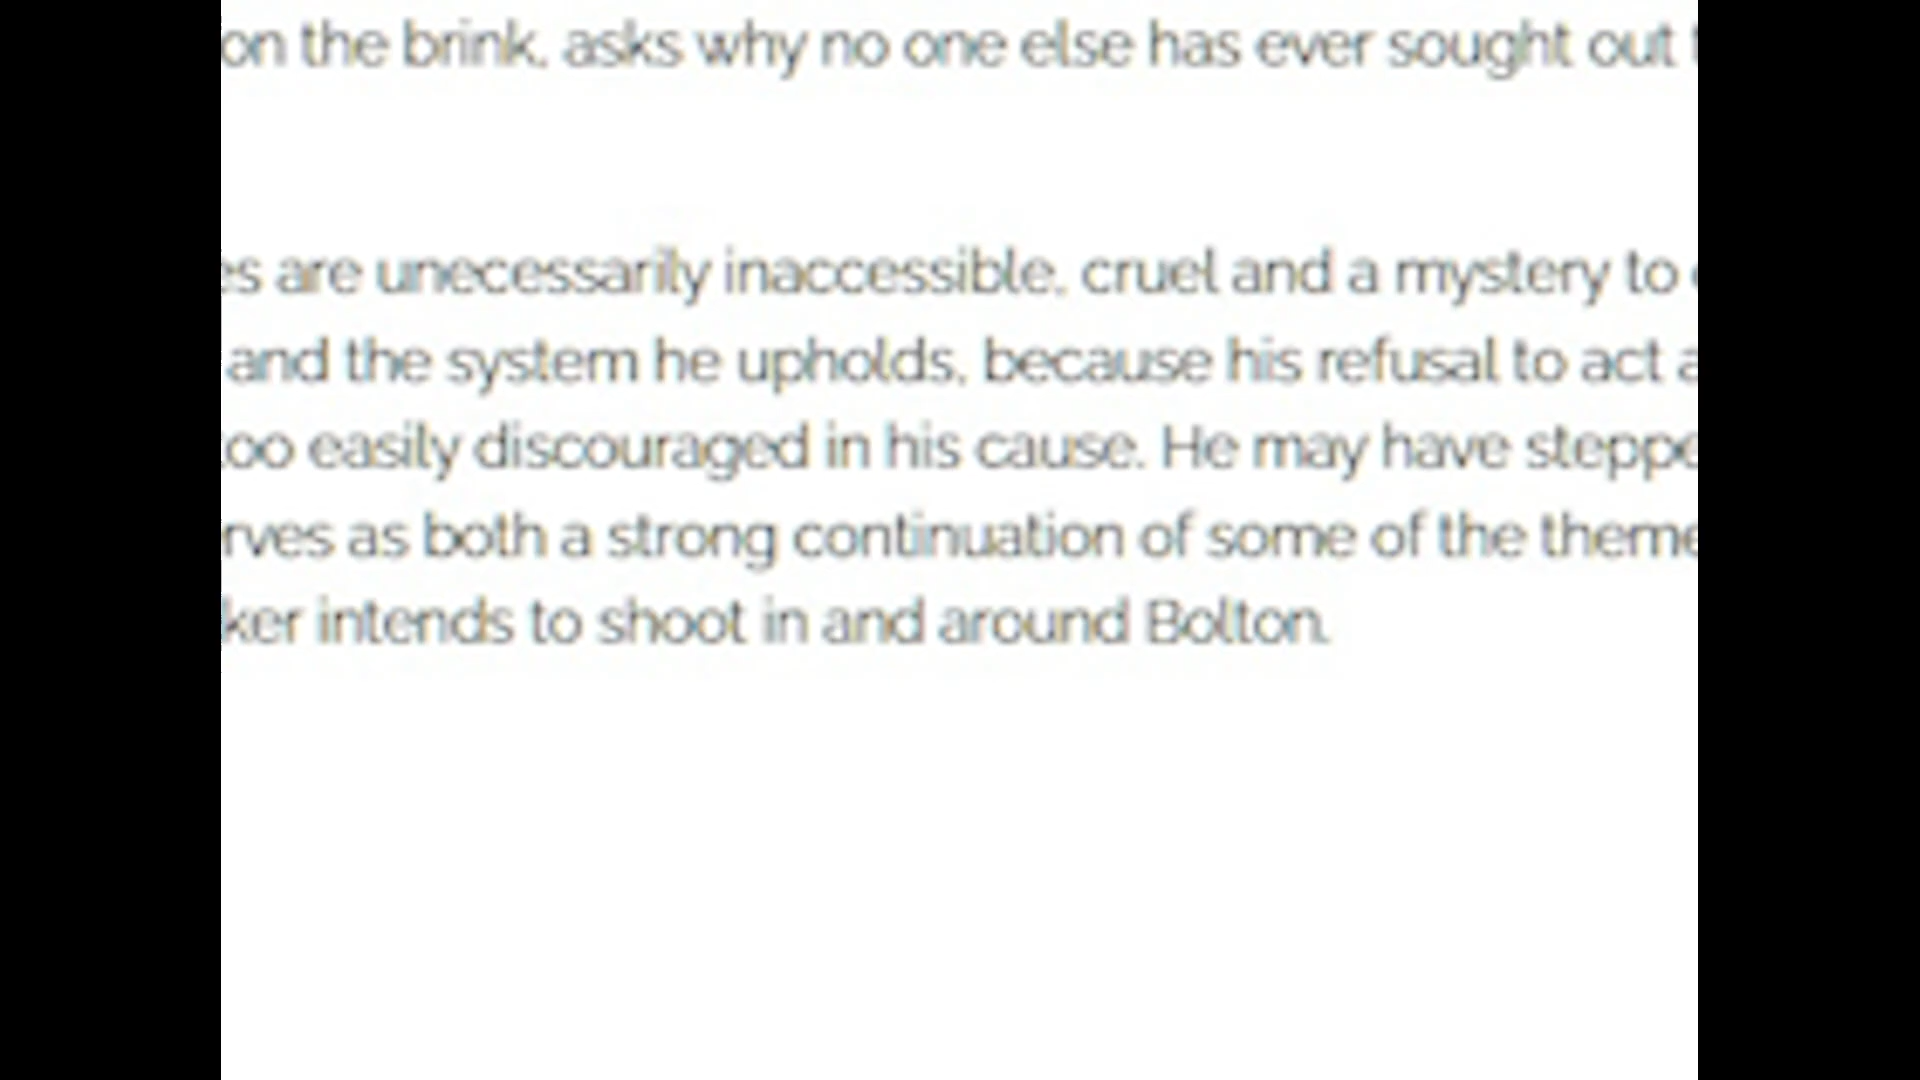 on the brink, asks why no one else has ever sought out
es are unecessarily inaccessible, cruel and a mystery to
and the system he upholds, because his refusal to act a
too easily discouraged in his cause. He may have steppe
rves as both a strong continuation of some of the theme
ker intends to shoot in and around Bolton.